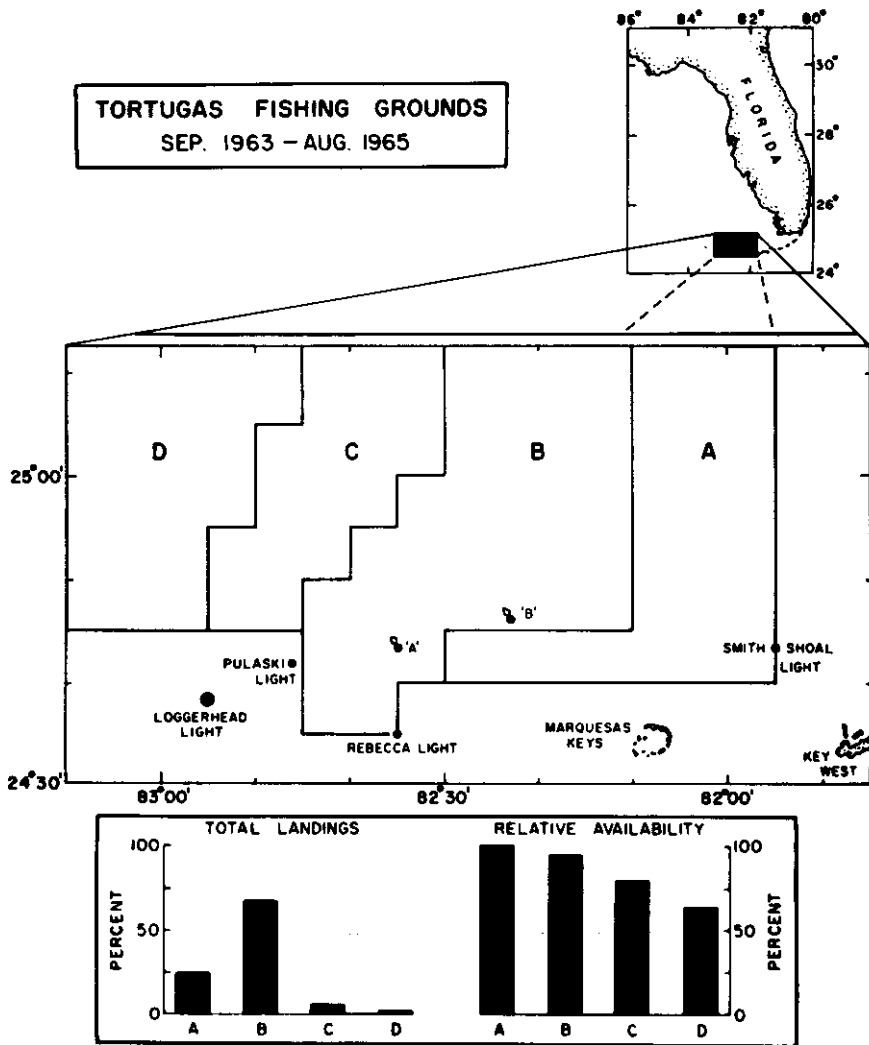 86° 84° 82° 80°
TORTUGAS FISHING GROUNDS
SEP. 1963 – AUG. 1965
30°
28°
26°
24°
FLORIDA
D C B A
25°00'
'B'
'A'
SMITH SHOAL
LIGHT
PULASKI
LIGHT
LOGGERHEAD
LIGHT
REBECCA LIGHT
MARQUESAS
KEYS
KEY
WEST
24°30'
83°00' 82°30' 82°00'
TOTAL LANDINGS
100
50
0
PERCENT
A B C D
RELATIVE AVAILABILITY
100
50
0
PERCENT
A B C D